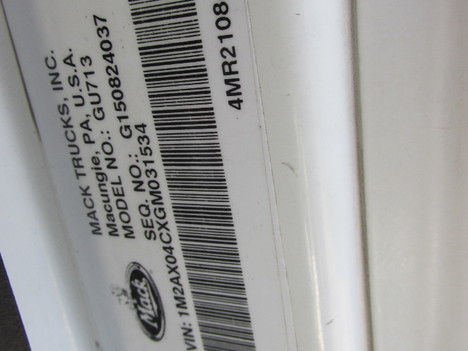 MACK TRUCKS, INC.
Macungie, PA, U.S.A.
MODEL NO.: GU713
SEQ. NO.: G150824037
VIN: 1M2AX04CXGM031534
4MR2108
Mack